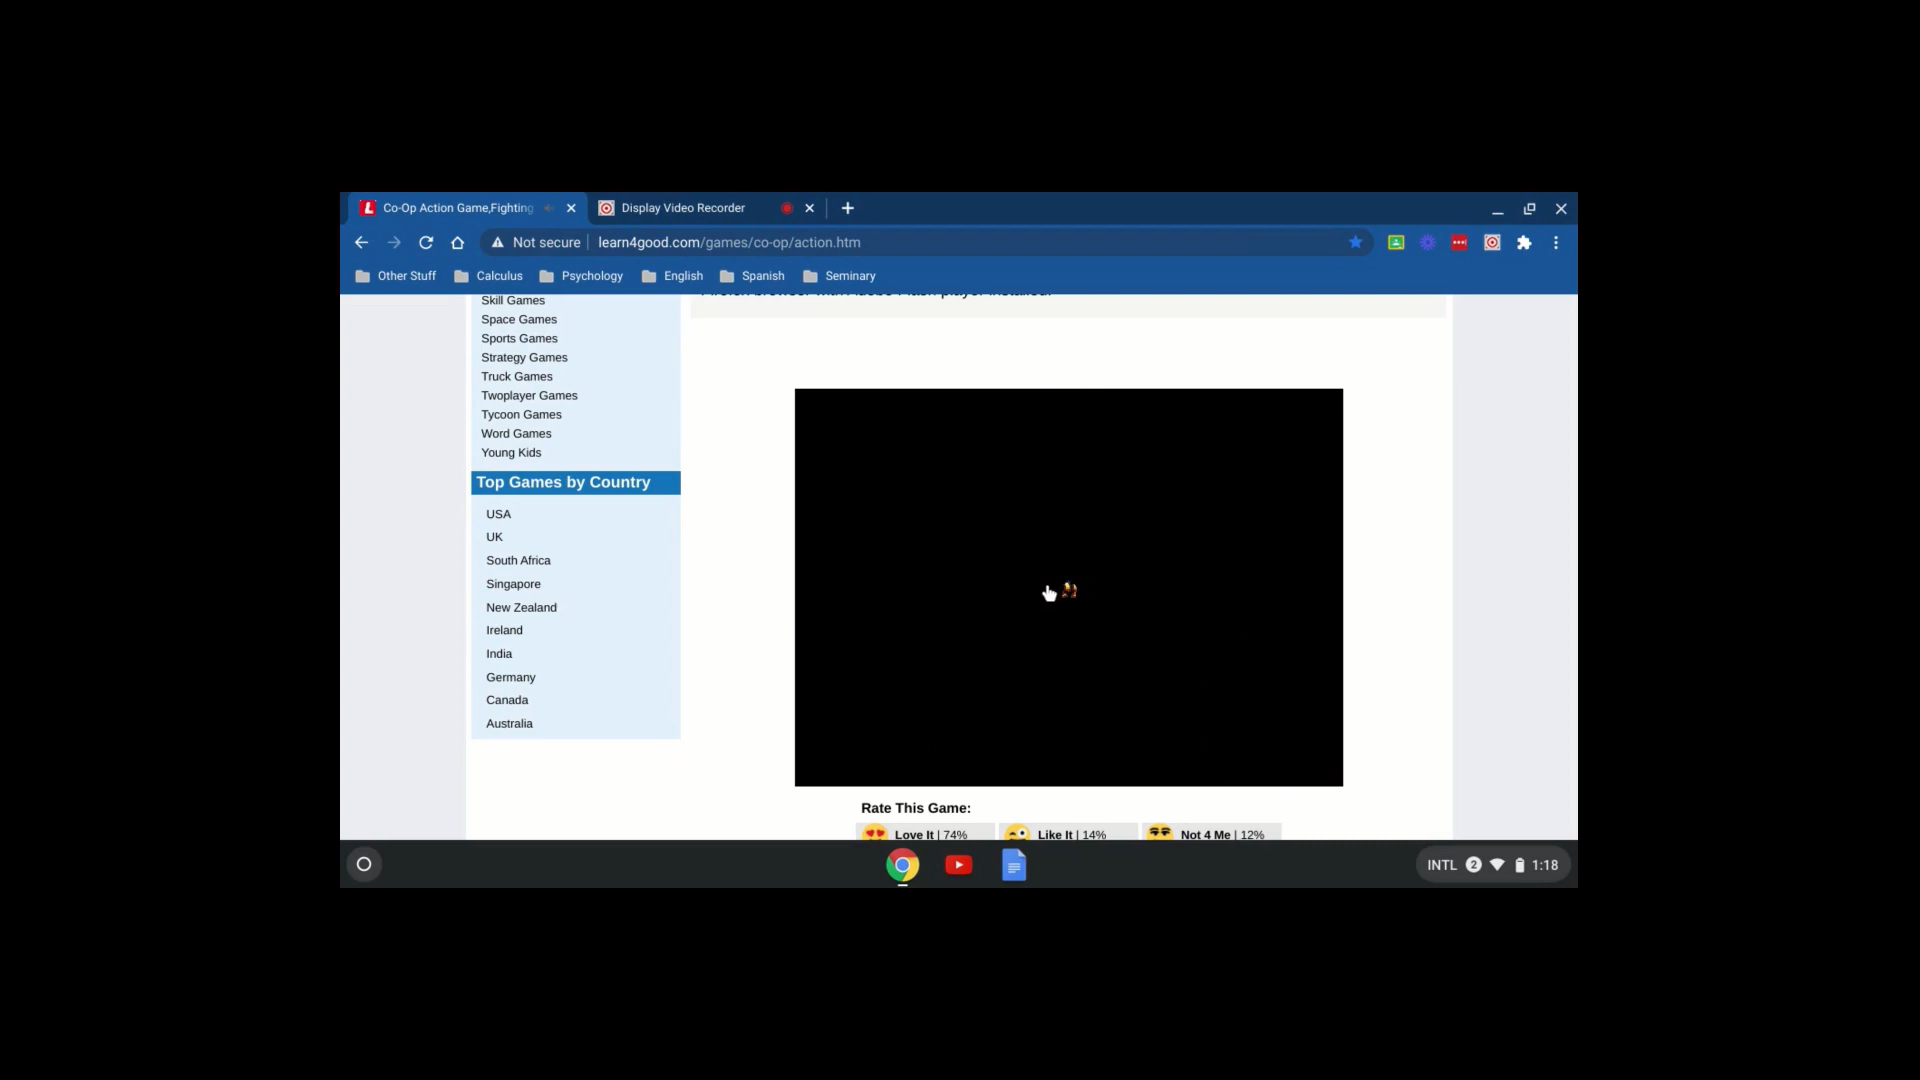 Co-Op Action Game,Fighting
Display Video Recorder
Not secure
learn4good.com/games/co-op/action.htm
Other Stuff
Calculus
Psychology
English
Spanish
Seminary
Skill Games
Space Games
Sports Games
Strategy Games
Truck Games
Twoplayer Games
Tycoon Games
Word Games
Young Kids
Top Games by Country
USA
UK
South Africa
Singapore
New Zealand
Ireland
India
Germany
Canada
Australia
Rate This Game:
Love It | 74%
Like It | 14%
Not 4 Me | 12%
INTL 2 1:18